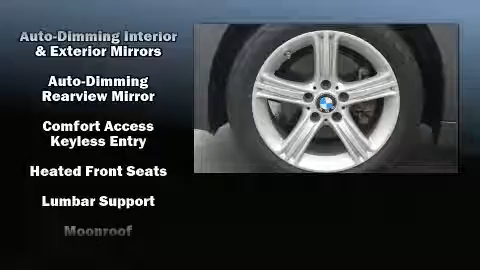 Auto-Dimming Interior
& Exterior Mirrors
Auto-Dimming
Rearview Mirror
Comfort Access
Keyless Entry
Heated Front Seats
Lumbar Support
Moonroof